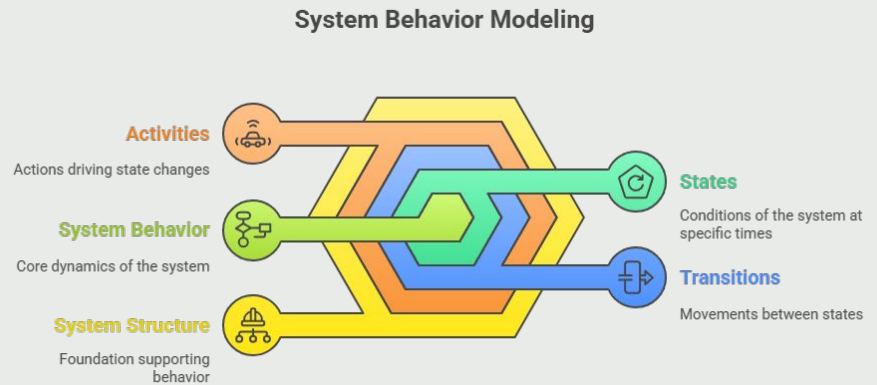 System Behavior Modeling
Activities
Actions driving state changes
System Behavior
Core dynamics of the system
System Structure
Foundation supporting
behavior
States
Conditions of the system at
specific times
Transitions
Movements between states